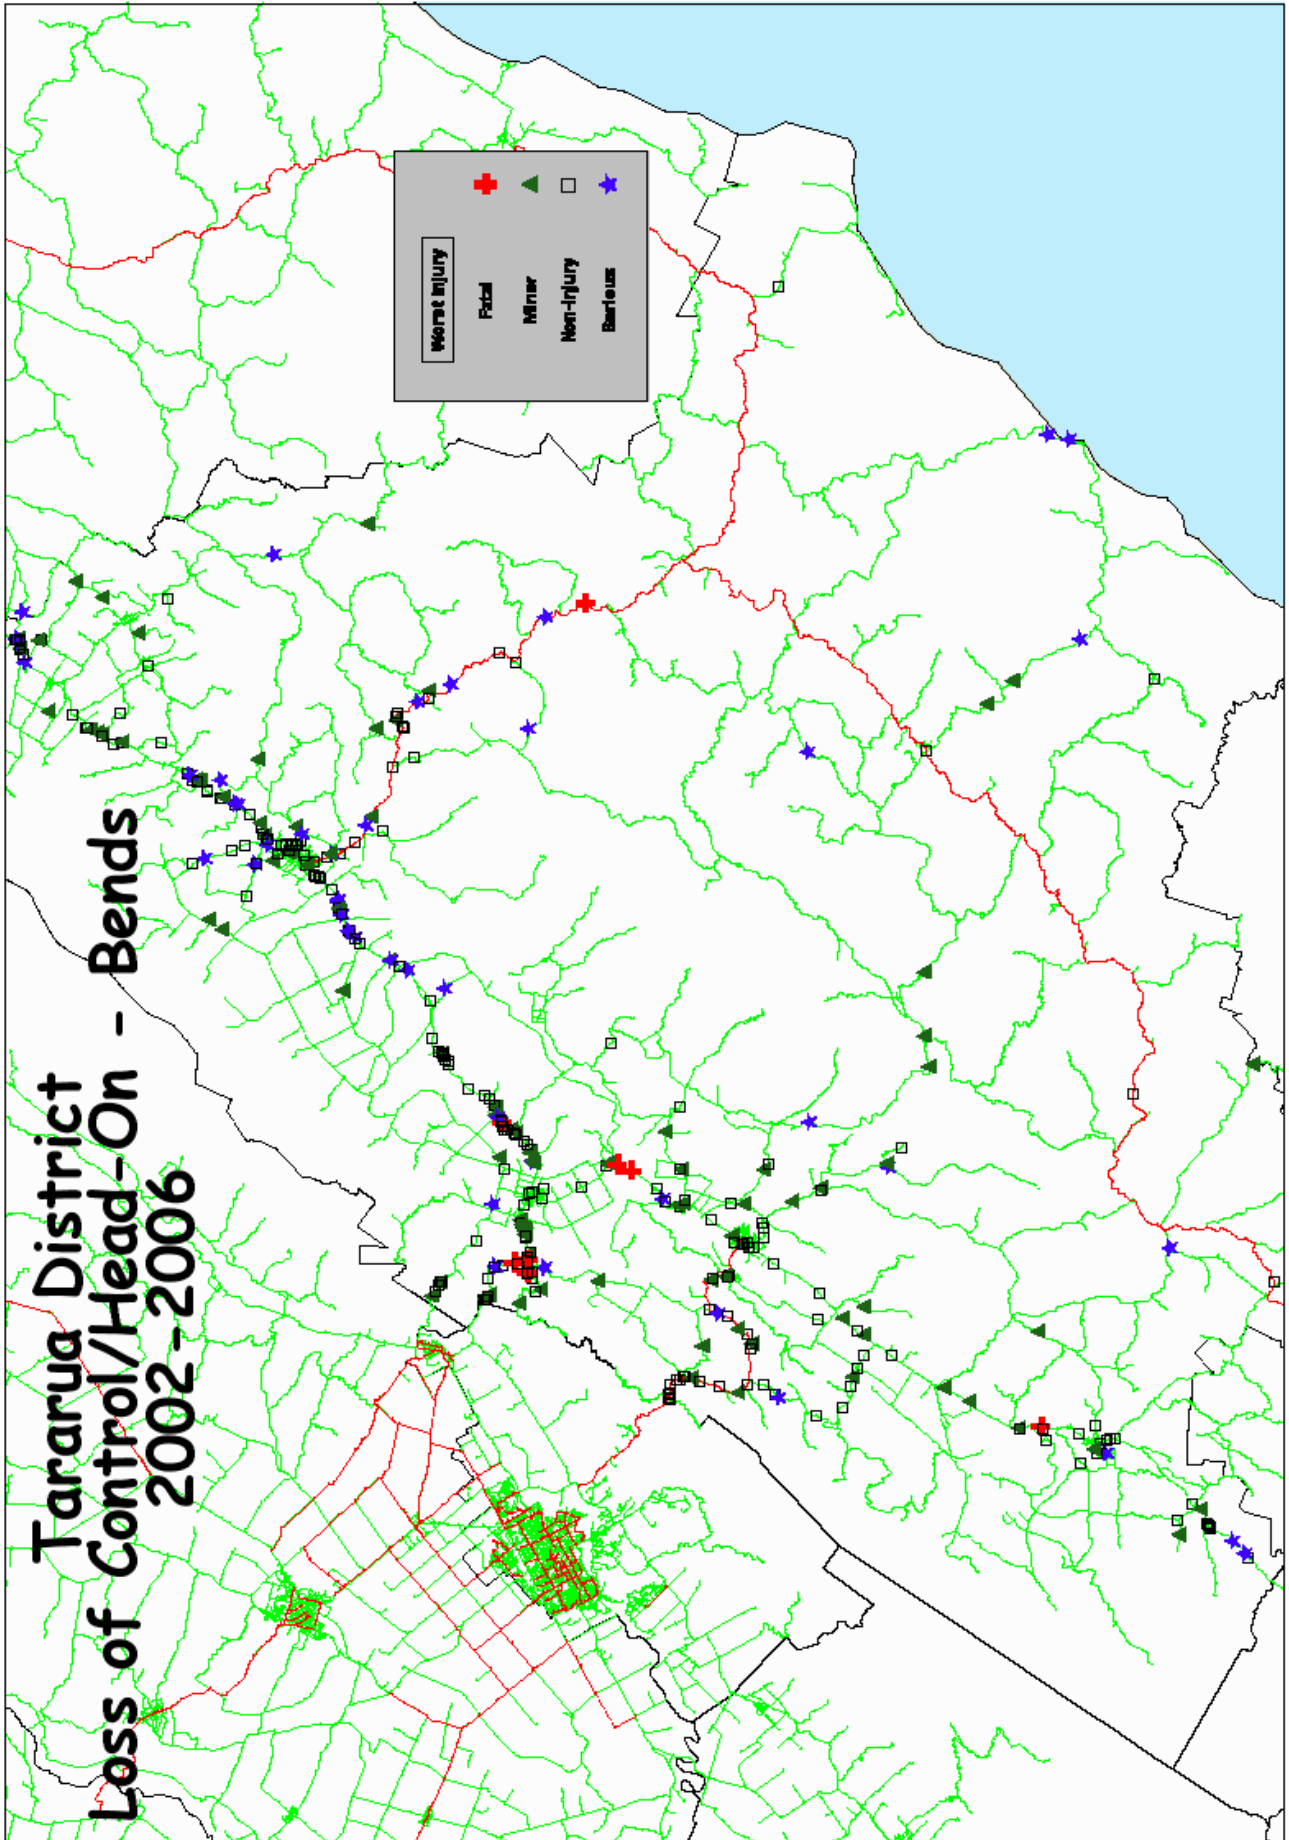 Tararua District
Loss of Control/Head-On - Bends
2002-2006
Worst Injury
Fatal
Minor
Non-Injury
Serious